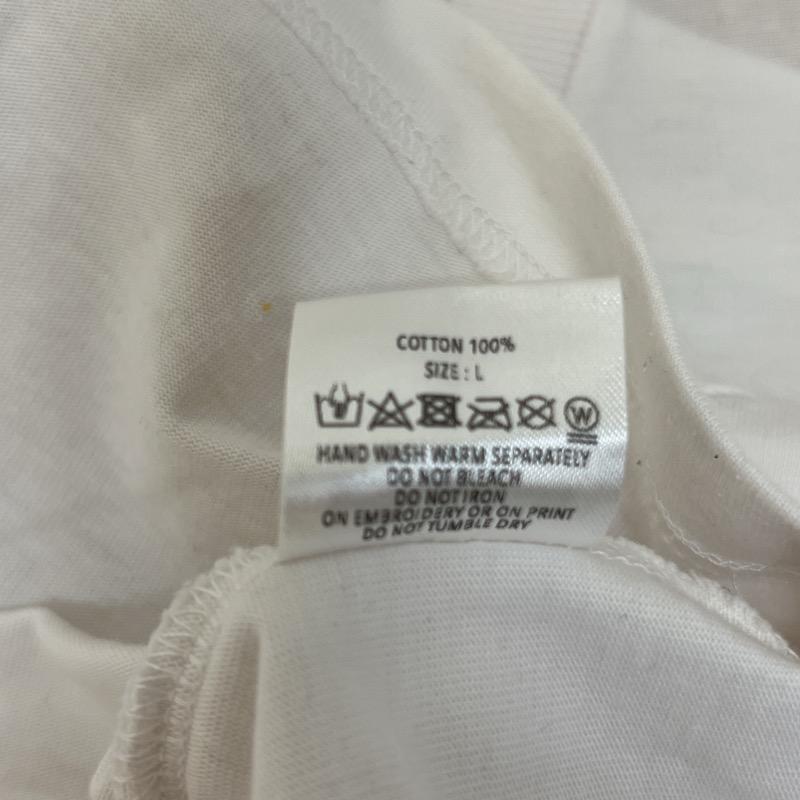 COTTON 100%
SIZE : L
W
HAND WASH WARM SEPARATELY
DO NOT BLEACH
DO NOT IRON
ON EMBROIDERY OR ON PRINT
DO NOT TUMBLE DRY